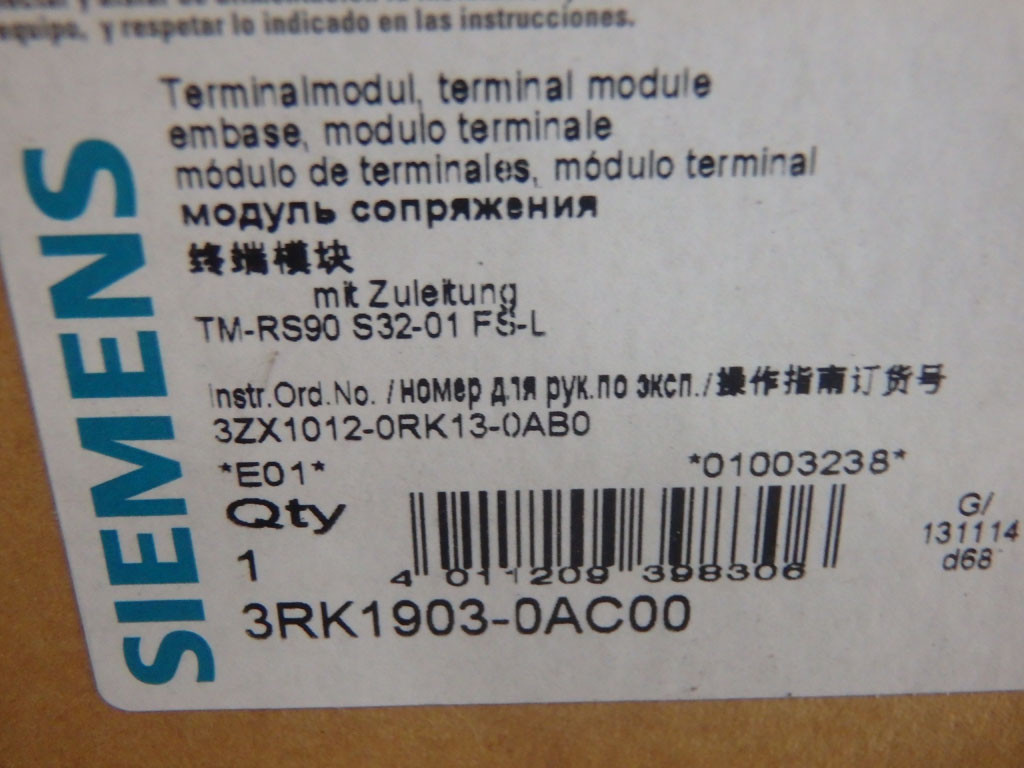 equipo, y respetar lo indicado en las instrucciones.
SIEMENS
Terminalmodul, terminal module
embase, modulo terminale
módulo de terminales, módulo terminal
модуль сопряжения
终端模块
mit Zuleitung
TM-RS90 S32-01 FS-L
Instr.Ord.No. /номер для рук.по эксп./操作指南订货号
3ZX1012-0RK13-0AB0
*E01* *01003238*
Qty
1
4 011209 398306
G/
131114
d68
3RK1903-0AC00